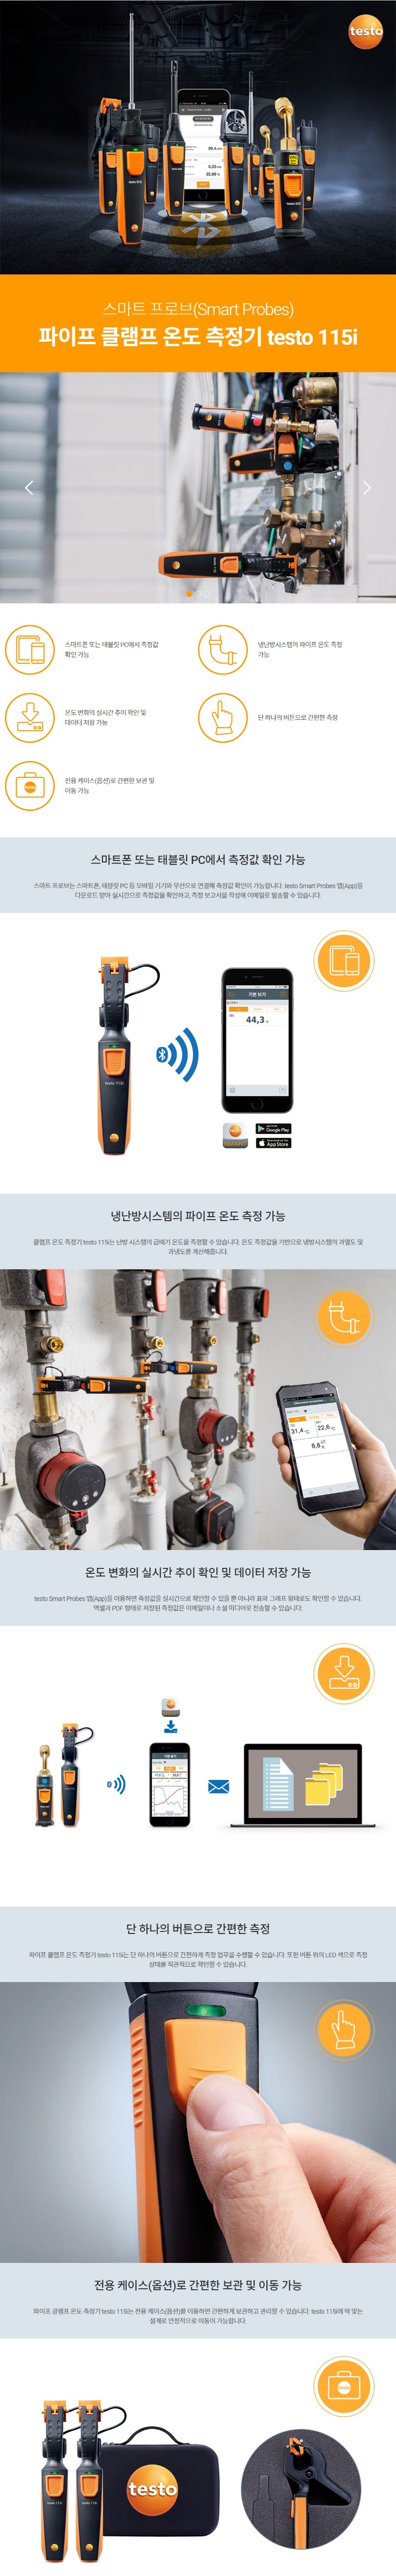 testo
스마트 프로브(Smart Probes)
파이프 클램프 온도 측정기 testo 115i
스마트폰 또는 태블릿 PC에서 측정값
확인 가능
냉난방시스템의 파이프 온도 측정
가능
온도 변화의 실시간 추이 확인 및
데이터 저장 가능
단 하나의 버튼으로 간편한 측정
전용 케이스(옵션)로 간편한 보관 및
이동 가능
testo
스마트폰 또는 태블릿 PC에서 측정값 확인 가능
스마트 프로브는 스마트폰, 태블릿 PC 등 모바일 기기와 무선으로 연결해 측정값 확인이 가능합니다. testo Smart Probes 앱(App)을
다운로드 받아 실시간으로 측정값을 확인하고, 측정 보고서를 작성해 이메일로 발송할 수 있습니다.
기본 보기
44,3
testo 115i
testo
SMART
Google Play
App Store
냉난방시스템의 파이프 온도 측정 가능
클램프 온도 측정기 testo 115i는 난방 시스템의 급배기 온도를 측정할 수 있습니다. 온도 측정값을 기반으로 냉방시스템의 과열도 및
과냉도를 계산해줍니다.
31,4 °C
22,6 °C
8,8 K
온도 변화의 실시간 추이 확인 및 데이터 저장 가능
testo Smart Probes 앱(App)을 이용하면 측정값을 실시간으로 확인할 수 있을 뿐 아니라 표와 그래프 형태로도 확인할 수 있습니다.
엑셀과 PDF 형태로 저장된 측정값은 이메일이나 소셜 미디어로 전송할 수 있습니다.
단 하나의 버튼으로 간편한 측정
파이프 클램프 온도 측정기 testo 115i는 단 하나의 버튼으로 간편하게 측정 업무를 수행할 수 있습니다. 또한 버튼 위의 LED 색으로 측정
상태를 직관적으로 확인할 수 있습니다.
전용 케이스(옵션)로 간편한 보관 및 이동 가능
파이프 클램프 온도 측정기 testo 115i는 전용 케이스(옵션)를 이용하면 간편하게 보관하고 관리할 수 있습니다. testo 115i에 딱 맞는
설계로 안정적으로 이동이 가능합니다.
testo
testo
testo 115i
testo 115i